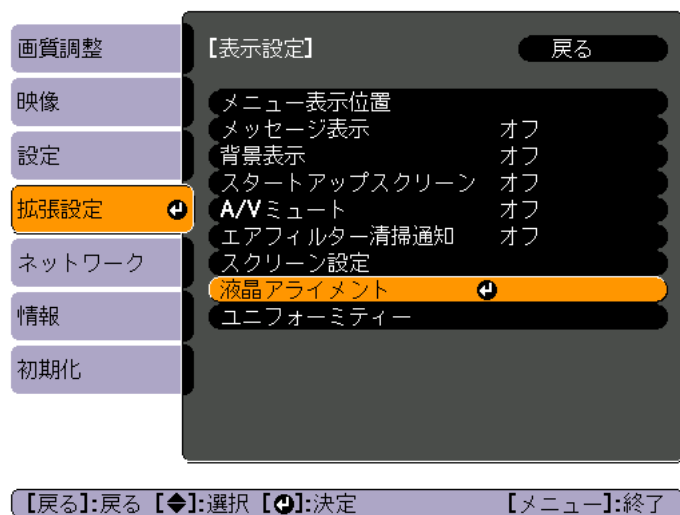 画質調整
映像
設定
拡張設定
ネットワーク
情報
初期化
[表示設定] 戻る
メニュー表示位置
メッセージ表示 オフ
背景表示 オフ
スタートアップスクリーン オフ
A/Vミュート オフ
エアフィルター清掃通知 オフ
スクリーン設定
液晶アライメント
ユニフォーミティー
[戻る]:戻る [◆]:選択 [↵]:決定 [メニュー]:終了